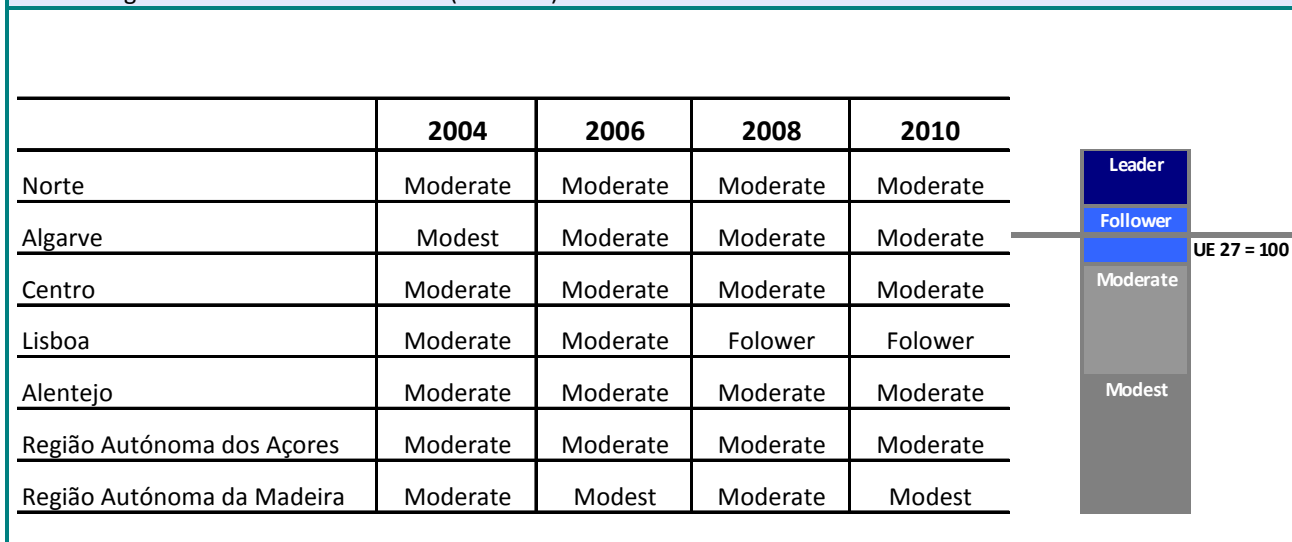 2004 2006 2008 2010
Norte Moderate Moderate Moderate Moderate
Algarve Modest Moderate Moderate Moderate
Centro Moderate Moderate Moderate Moderate
Lisboa Moderate Moderate Folower Folower
Alentejo Moderate Moderate Moderate Moderate
Região Autónoma dos Açores Moderate Moderate Moderate Moderate
Região Autónoma da Madeira Moderate Modest Moderate Modest
Leader
Follower
UE 27 = 100
Moderate
Modest